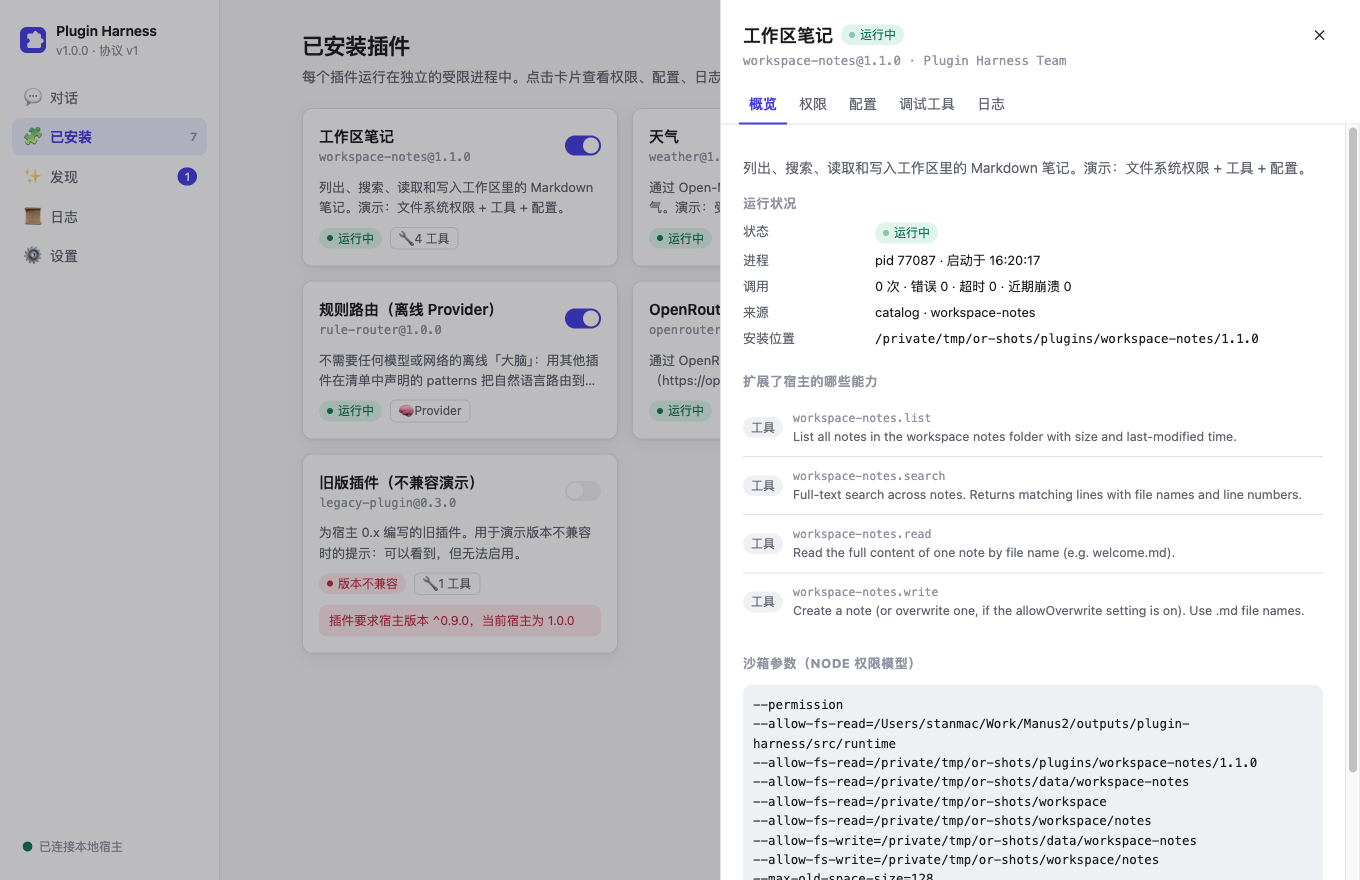 Plugin Harness
v1.0.0 · 协议 v1
对话
已安装 7
发现 1
日志
设置
已连接本地宿主
已安装插件
每个插件运行在独立的受限进程中。点击卡片查看权限、配置、日志
工作区笔记
workspace-notes@1.1.0
列出、搜索、读取和写入工作区里的 Markdown
笔记。演示：文件系统权限 + 工具 + 配置。
运行中 4 工具
天气
weather@1.
通过 Open-
气。演示：
运行中
规则路由（离线 Provider）
rule-router@1.0.0
不需要任何模型或网络的离线「大脑」：用其他插
件在清单中声明的 patterns 把自然语言路由到...
运行中 Provider
OpenRout
openrouter
通过 OpenR
（https://op
运行中
旧版插件（不兼容演示）
legacy-plugin@0.3.0
为宿主 0.x 编写的旧插件。用于演示版本不兼容
时的提示：可以看到，但无法启用。
版本不兼容 1 工具
插件要求宿主版本 ^0.9.0，当前宿主为 1.0.0
工作区笔记 运行中
workspace-notes@1.1.0 · Plugin Harness Team
概览 权限 配置 调试工具 日志
列出、搜索、读取和写入工作区里的 Markdown 笔记。演示：文件系统权限 + 工具 + 配置。
运行状况
状态 运行中
进程 pid 77087 · 启动于 16:20:17
调用 0 次 · 错误 0 · 超时 0 · 近期崩溃 0
来源 catalog · workspace-notes
安装位置 /private/tmp/or-shots/plugins/workspace-notes/1.1.0
扩展了宿主的哪些能力
工具 workspace-notes.list
List all notes in the workspace notes folder with size and last-modified time.
工具 workspace-notes.search
Full-text search across notes. Returns matching lines with file names and line numbers.
工具 workspace-notes.read
Read the full content of one note by file name (e.g. welcome.md).
工具 workspace-notes.write
Create a note (or overwrite one, if the allowOverwrite setting is on). Use .md file names.
沙箱参数（NODE 权限模型）
--permission
--allow-fs-read=/Users/stanmac/Work/Manus2/outputs/plugin-
harness/src/runtime
--allow-fs-read=/private/tmp/or-shots/plugins/workspace-notes/1.1.0
--allow-fs-read=/private/tmp/or-shots/data/workspace-notes
--allow-fs-read=/private/tmp/or-shots/workspace
--allow-fs-read=/private/tmp/or-shots/workspace/notes
--allow-fs-write=/private/tmp/or-shots/data/workspace-notes
--allow-fs-write=/private/tmp/or-shots/workspace/notes
--max-old-space-size=128